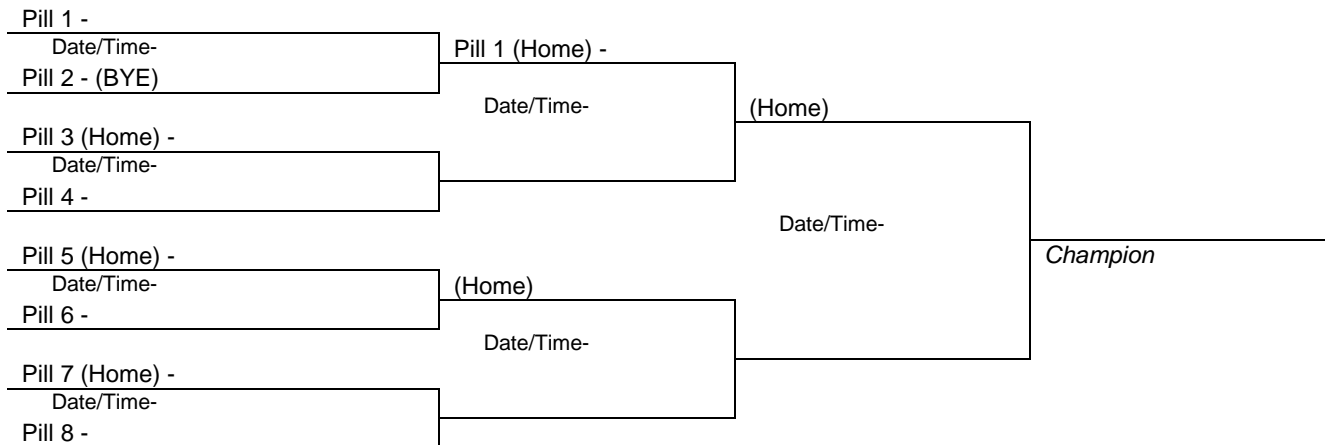 Pill 1 -
Date/Time-
Pill 1 (Home) -
Pill 2 - (BYE)
Date/Time-
(Home)
Pill 3 (Home) -
Date/Time-
Pill 4 -
Date/Time-
Pill 5 (Home) -
Champion
Date/Time-
(Home)
Pill 6 -
Date/Time-
Pill 7 (Home) -
Date/Time-
Pill 8 -